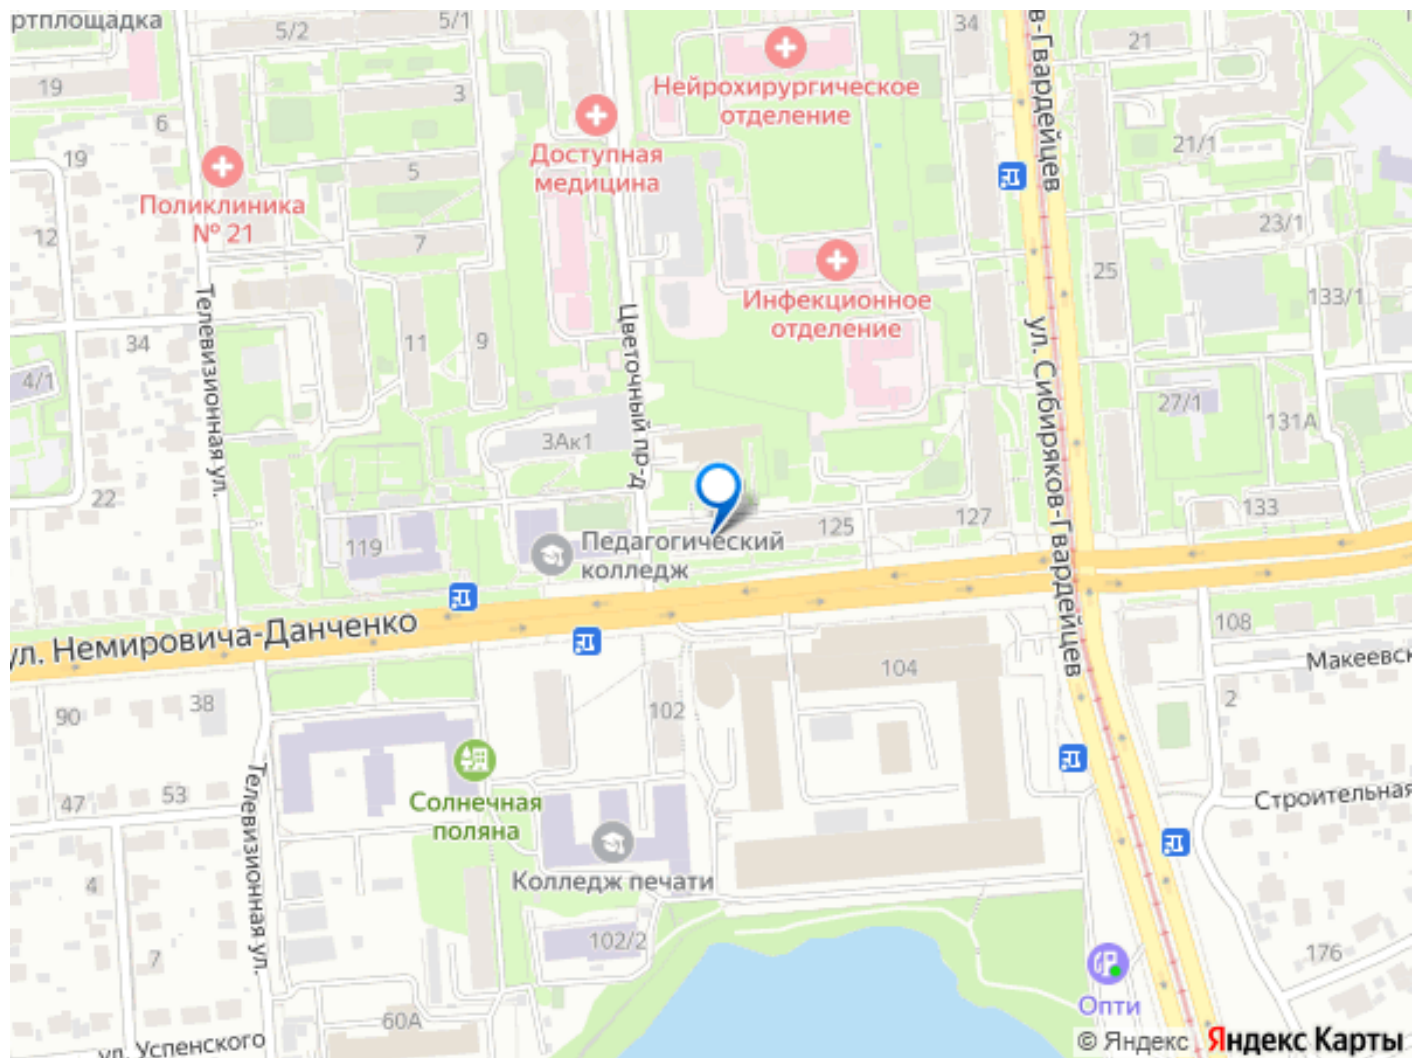 ртплощадка
5/2
5/1
34
21
в-Гвардейцев
19
3
Нейрохирургическое
отделение
6
Доступная
медицина
21/1
19
5
Поликлиника
№ 21
12
7
23/1
25
Инфекционное
отделение
133/1
Телевизионная ул.
Цветочный пр-д
ул. Сибиряков-Гвардейцев
34
11
9
4/1
27/1
131А
3Ак1
22
133
127
125
119
Педагогический
колледж
ул. Немировича-Данченко
108
Макеевск
104
2
38
90
102
Телевизионная ул.
Солнечная
поляна
47
53
Строительная
4
Колледж печати
102/2
7
176
Опти
60А
ул. Успенского
© Яндекс
Яндекс Карты